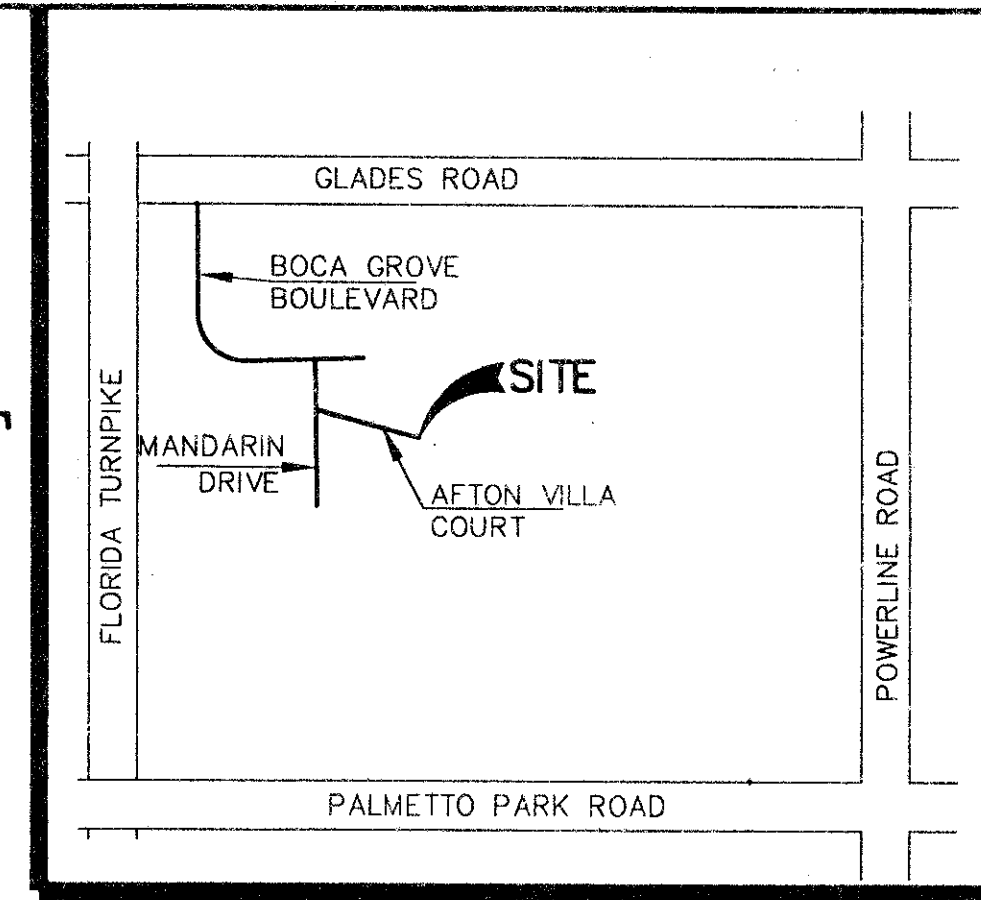 GLADES ROAD
BOCA GROVE
BOULEVARD
SITE
FLORIDA TURNPIKE
MANDARIN
DRIVE
AFTON VILLA
COURT
POWERLINE ROAD
PALMETTO PARK ROAD